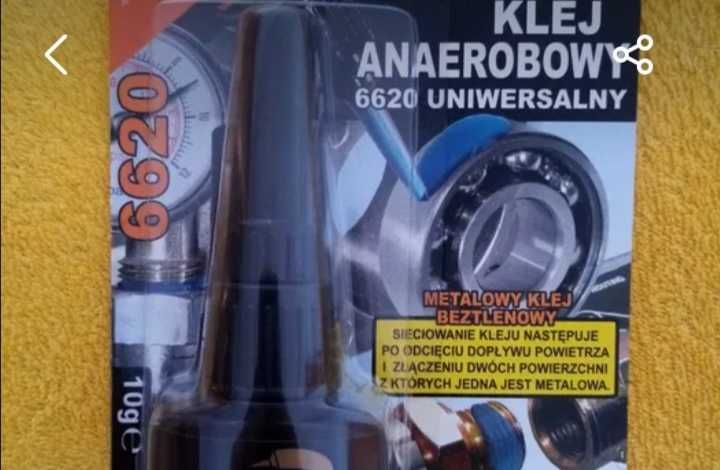 KLEJ
ANAEROBOWY
6620 UNIWERSALNY
6620
METALOWY KLEJ
BEZTLENOWY
SIECIOWANIE KLEJU NASTĘPUJE
PO ODCIĘCIU DOPŁYWU POWIETRZA
I ZŁĄCZENIU DWÓCH POWIERZCHNI
Z KTÓRYCH JEDNA JEST METALOWA.
10g℮